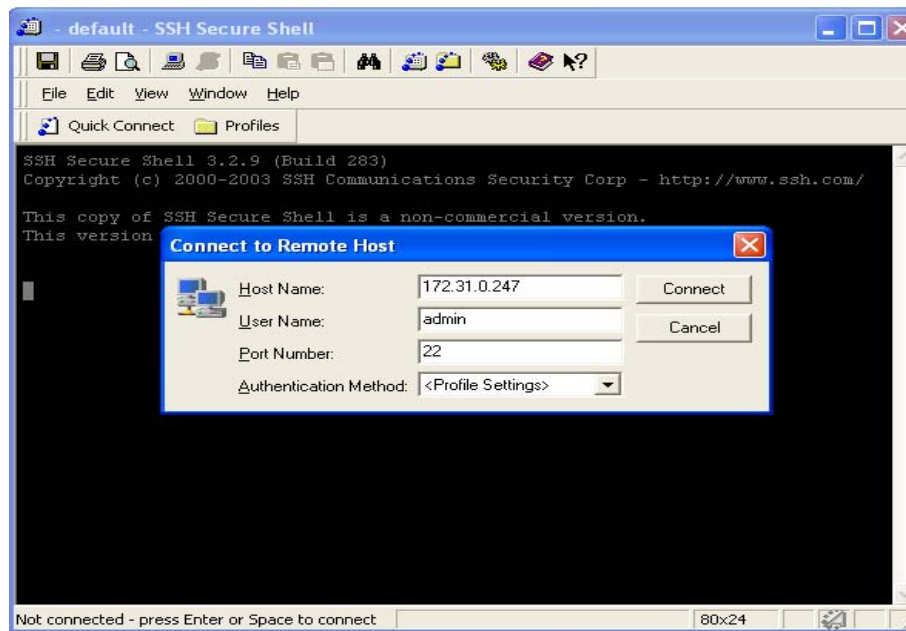 - default - SSH Secure Shell
File Edit View Window Help
Quick Connect Profiles
SSH Secure Shell 3.2.9 (Build 283)
Copyright (c) 2000-2003 SSH Communications Security Corp - http://www.ssh.com/
This copy of SSH Secure Shell is a non-commercial version.
This version
Connect to Remote Host
Host Name: 172.31.0.247
Connect
User Name: admin
Cancel
Port Number: 22
Authentication Method: <Profile Settings>
Not connected - press Enter or Space to connect
80x24